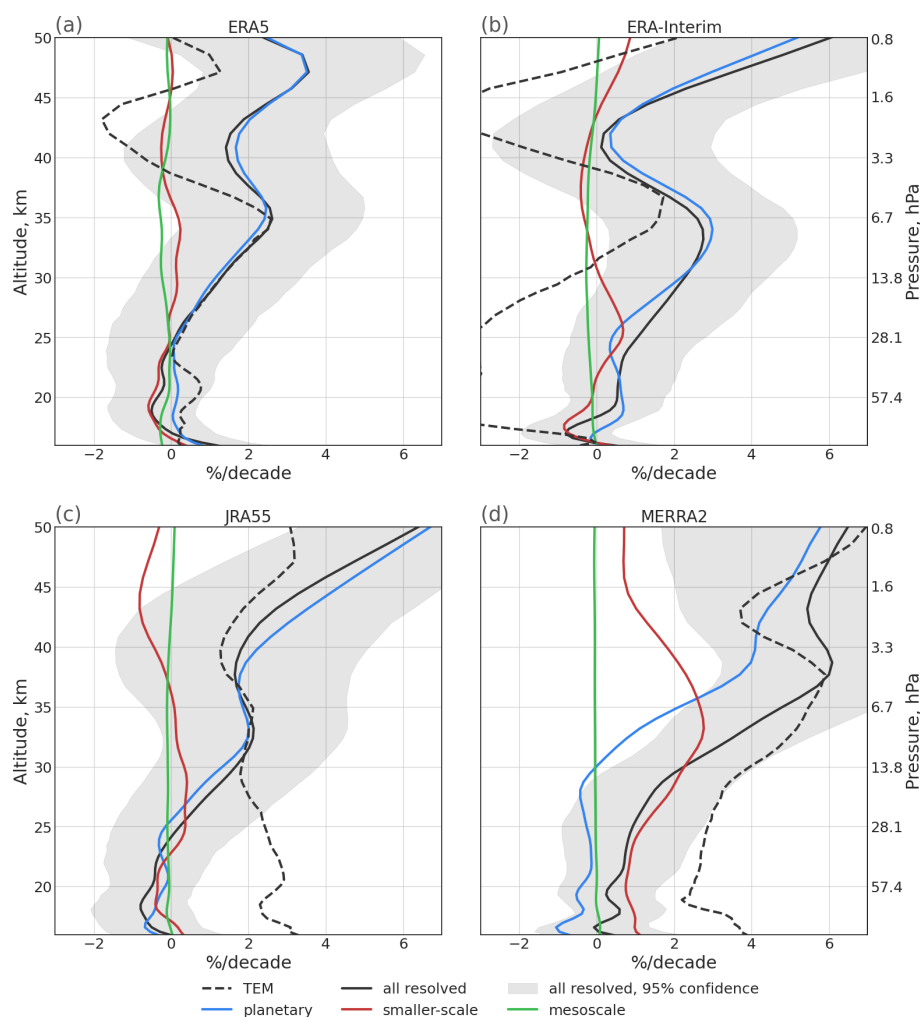 (a) ERA5
(b) ERA-Interim
50
45
40
35
30
25
20
Altitude, km
0.8
1.6
3.3
6.7
13.8
28.1
57.4
Pressure, hPa
−2 0 2 4 6
%/decade
−2 0 2 4 6
%/decade
(c) JRA55
(d) MERRA2
50
45
40
35
30
25
20
Altitude, km
0.8
1.6
3.3
6.7
13.8
28.1
57.4
Pressure, hPa
−2 0 2 4 6
%/decade
−2 0 2 4 6
%/decade
TEM all resolved all resolved, 95% confidence
planetary smaller-scale mesoscale